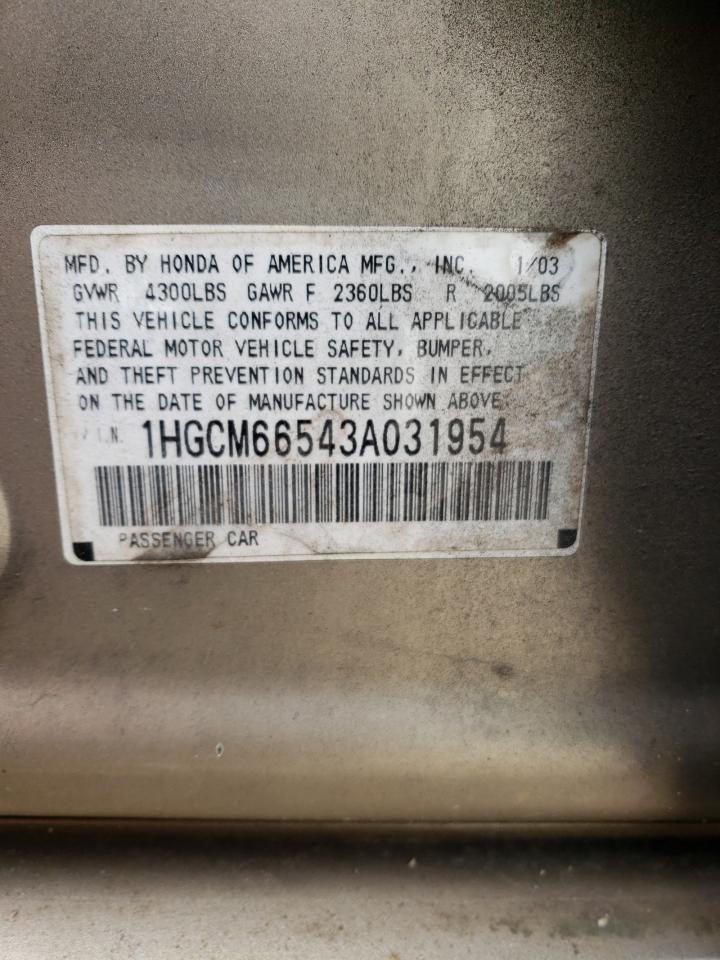 MFD. BY HONDA OF AMERICA MFG., INC. 1/03
GVWR 4300LBS GAWR F 2360LBS R 2005LBS
THIS VEHICLE CONFORMS TO ALL APPLICABLE
FEDERAL MOTOR VEHICLE SAFETY, BUMPER,
AND THEFT PREVENTION STANDARDS IN EFFECT
ON THE DATE OF MANUFACTURE SHOWN ABOVE.
V.I.N. 1HGCM66543A031954
PASSENGER CAR